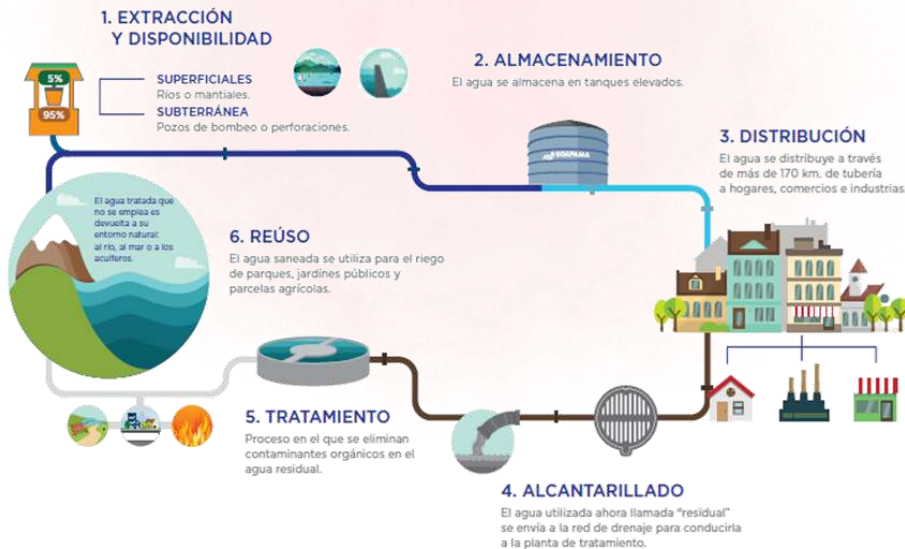 1. EXTRACCIÓN
Y DISPONIBILIDAD
5%
95%
SUPERFICIALES
Ríos o mantiales.
SUBTERRÁNEA
Pozos de bombeo o perforaciones.
2. ALMACENAMIENTO
El agua se almacena en tanques elevados.
3. DISTRIBUCIÓN
El agua se distribuye a través
de más de 170 km. de tubería
a hogares, comercios e industrias
El agua tratada que
no se emplea es
devuelta a su
entorno natural:
al río, al mar o a los
acuíferos.
6. REÚSO
El agua saneada se utiliza para el riego
de parques, jardines públicos y
parcelas agrícolas.
5. TRATAMIENTO
Proceso en el que se eliminan
contaminantes orgánicos en el
agua residual.
4. ALCANTARILLADO
El agua utilizada ahora llamada "residual"
se envía a la red de drenaje para conducirla
a la planta de tratamiento.